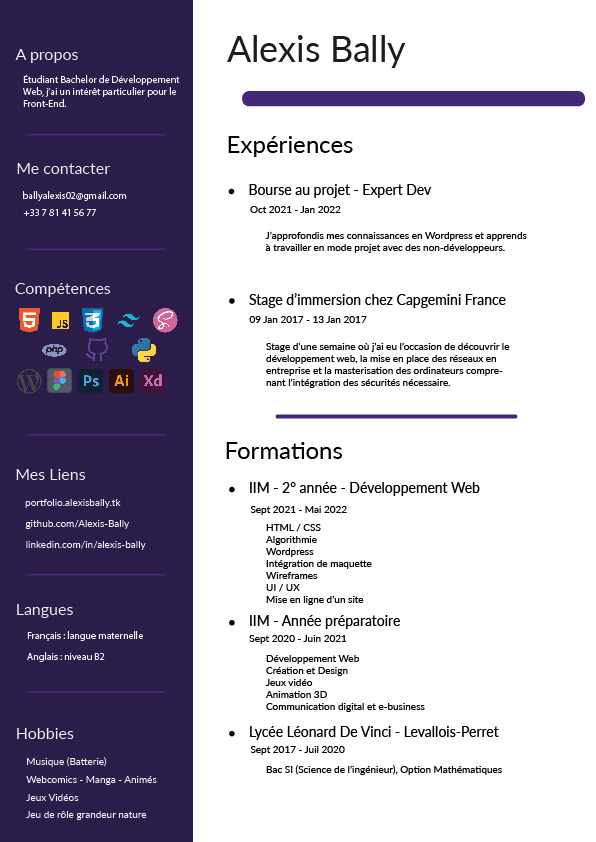 A propos
Étudiant Bachelor de Développement
Web, j'ai un intérêt particulier pour le
Front-End.
Me contacter
ballyalexis02@gmail.com
+33 7 81 41 56 77
Compétences
5
JS
3
php
W
Ps
Ai
Xd
Mes Liens
portfolio.alexisbally.tk
github.com/Alexis-Bally
linkedin.com/in/alexis-bally
Langues
Français : langue maternelle
Anglais : niveau B2
Hobbies
Musique (Batterie)
Webcomics - Manga - Animés
Jeux Vidéos
Jeu de rôle grandeur nature
Alexis Bally
Expériences
• Bourse au projet - Expert Dev
Oct 2021 - Jan 2022
J'approfondis mes connaissances en Wordpress et apprends
à travailler en mode projet avec des non-développeurs.
• Stage d'immersion chez Capgemini France
09 Jan 2017 - 13 Jan 2017
Stage d'une semaine où j'ai eu l'occasion de découvrir le
développement web, la mise en place des réseaux en
entreprise et la masterisation des ordinateurs compre-
nant l'intégration des sécurités nécessaire.
Formations
• IIM - 2° année - Développement Web
Sept 2021 - Mai 2022
HTML / CSS
Algorithmie
Wordpress
Intégration de maquette
Wireframes
UI / UX
Mise en ligne d'un site
• IIM - Année préparatoire
Sept 2020 - Juin 2021
Développement Web
Création et Design
Jeux vidéo
Animation 3D
Communication digital et e-business
• Lycée Léonard De Vinci - Levallois-Perret
Sept 2017 - Juil 2020
Bac SI (Science de l'ingénieur), Option Mathématiques